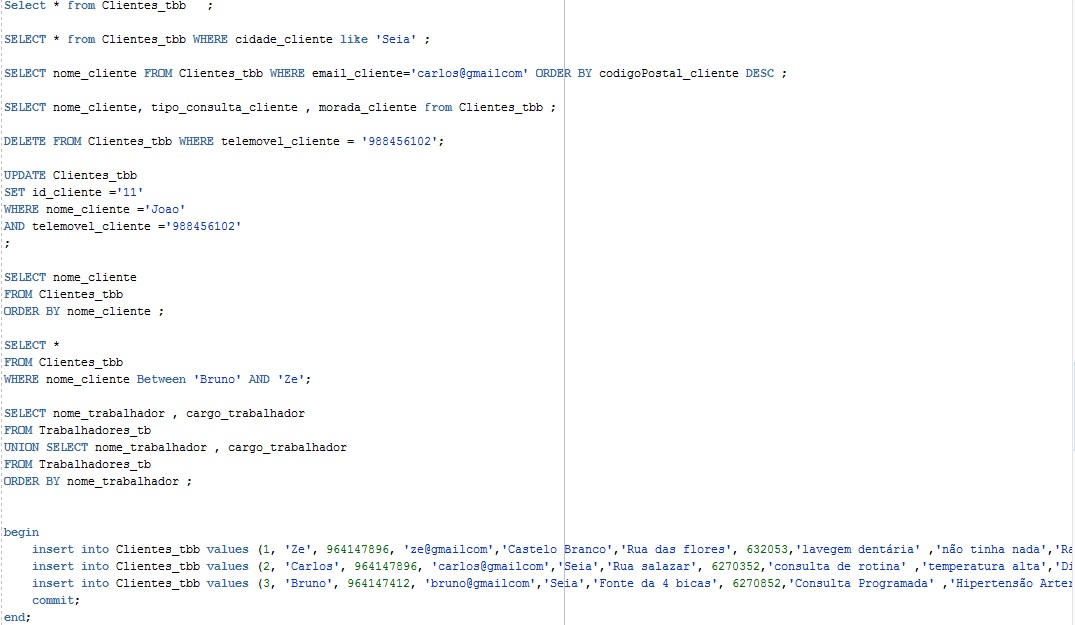 Select * from Clientes_tbb ;
SELECT * from Clientes_tbb WHERE cidade_cliente like 'Seia' ;
SELECT nome_cliente FROM Clientes_tbb WHERE email_cliente='carlos@gmailcom' ORDER BY codigoPostal_cliente DESC ;
SELECT nome_cliente, tipo_consulta_cliente , morada_cliente from Clientes_tbb ;
DELETE FROM Clientes_tbb WHERE telemovel_cliente = '988456102';
UPDATE Clientes_tbb
SET id_cliente ='11'
WHERE nome_cliente ='Joao'
AND telemovel_cliente ='988456102'
;
SELECT nome_cliente
FROM Clientes_tbb
ORDER BY nome_cliente ;
SELECT *
FROM Clientes_tbb
WHERE nome_cliente Between 'Bruno' AND 'Ze';
SELECT nome_trabalhador , cargo_trabalhador
FROM Trabalhadores_tb
UNION SELECT nome_trabalhador , cargo_trabalhador
FROM Trabalhadores_tb
ORDER BY nome_trabalhador ;
begin
insert into Clientes_tbb values (1, 'Ze', 964147896, 'ze@gmailcom','Castelo Branco','Rua das flores', 632053,'lavegem dentária' ,'não tinha nada','Ra
insert into Clientes_tbb values (2, 'Carlos', 964147896, 'carlos@gmailcom','Seia','Rua salazar', 6270352,'consulta de rotina' ,'temperatura alta','Di
insert into Clientes_tbb values (3, 'Bruno', 964147412, 'bruno@gmailcom','Seia','Fonte da 4 bicas', 6270852,'Consulta Programada' ,'Hipertensão Arter
commit;
end;